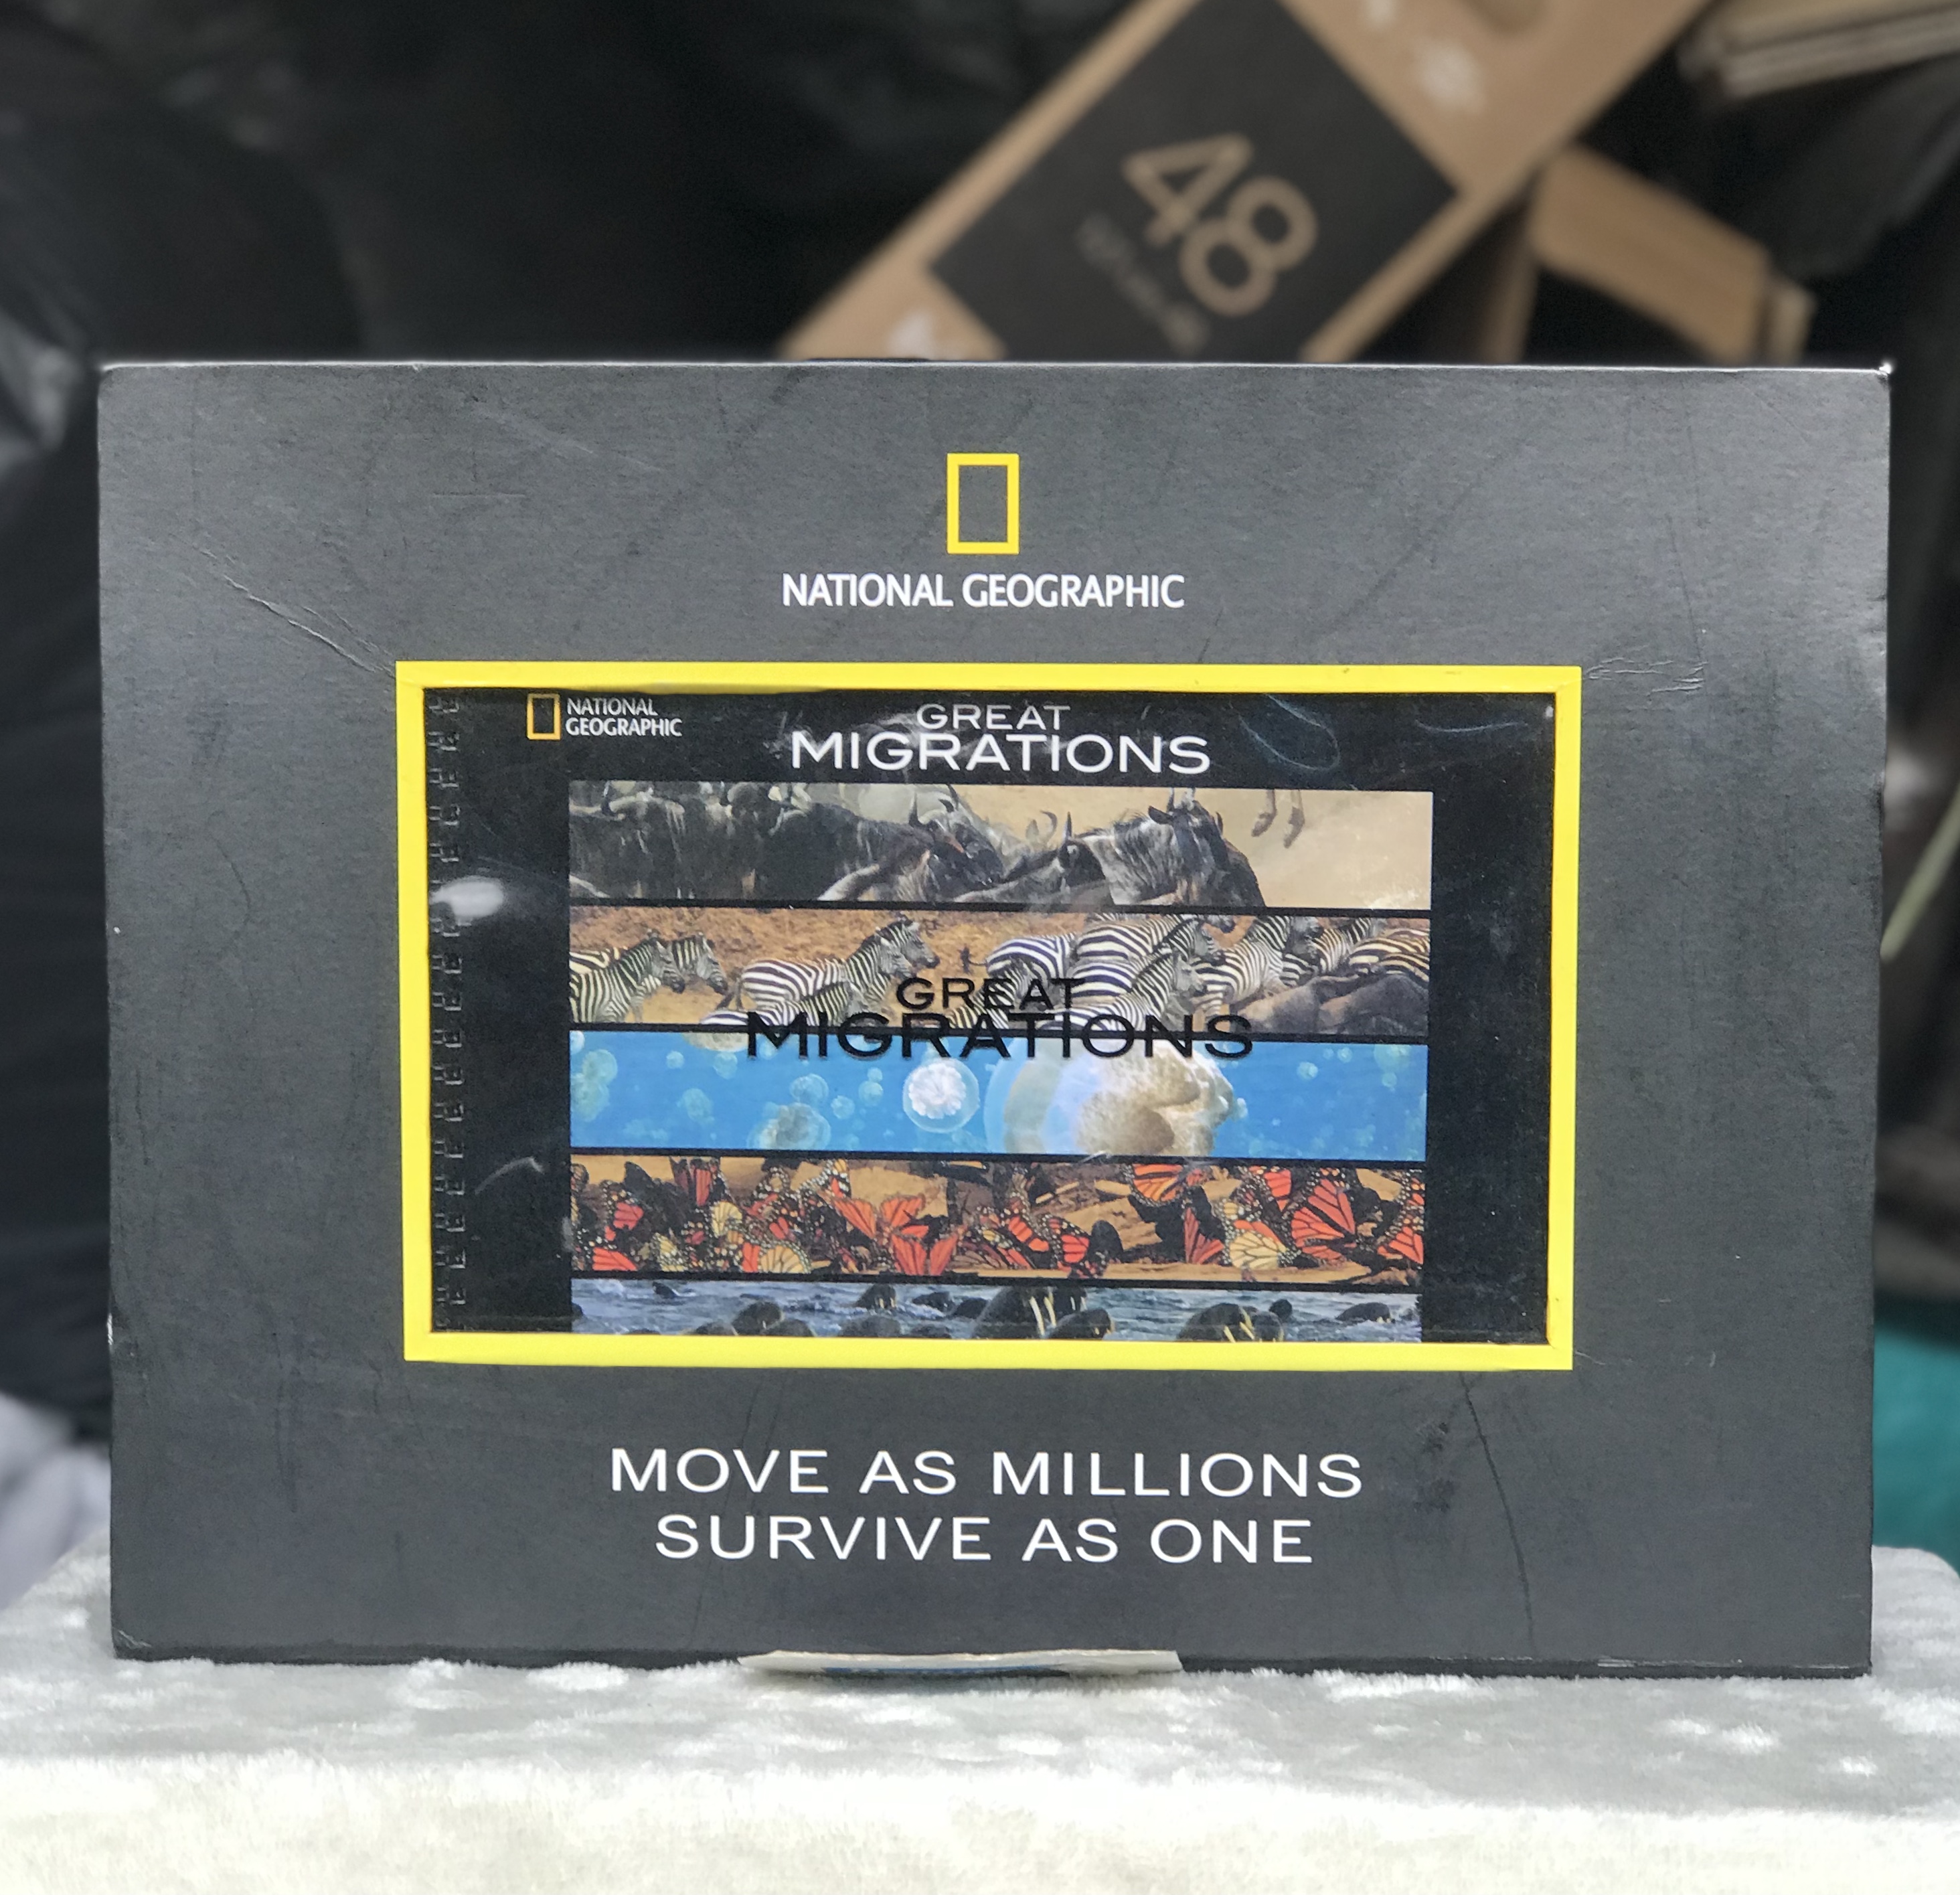 48
NATIONAL GEOGRAPHIC
NATIONAL
GEOGRAPHIC
GREAT
MIGRATIONS
GREAT
MIGRATIONS
MOVE AS MILLIONS
SURVIVE AS ONE